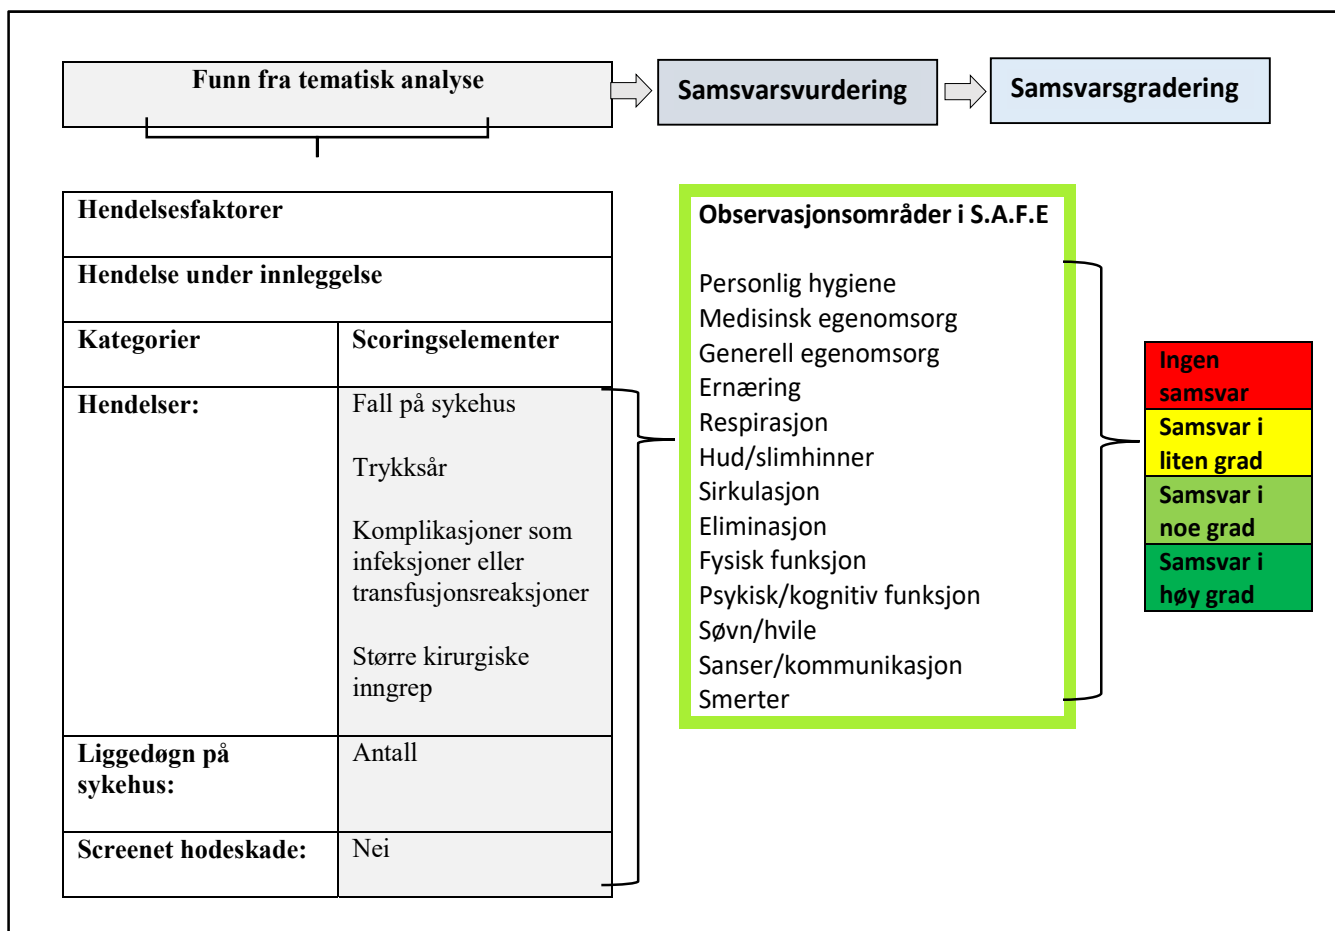 Funn fra tematisk analyse
Samsvarsvurdering
Samsvarsgradering
Hendelsesfaktorer
Hendelse under innleggelse
Kategorier
Scoringselementer
Hendelser:
Fall på sykehus
Trykksår
Komplikasjoner som
infeksjoner eller
transfusjonsreaksjoner
Større kirurgiske
inngrep
Liggedøgn på
sykehus:
Antall
Screenet hodeskade:
Nei
Observasjonsområder i S.A.F.E
Personlig hygiene
Medisinsk egenomsorg
Generell egenomsorg
Ernæring
Respirasjon
Hud/slimhinner
Sirkulasjon
Eliminasjon
Fysisk funksjon
Psykisk/kognitiv funksjon
Søvn/hvile
Sanser/kommunikasjon
Smerter
Ingen
samsvar
Samsvar i
liten grad
Samsvar i
noe grad
Samsvar i
høy grad